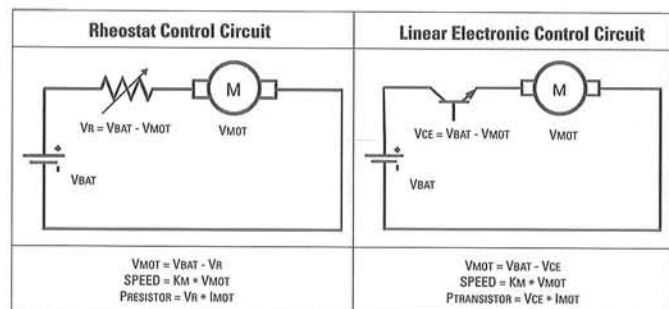 Rheostat Control Circuit
M
VR = VBAT - VMOT
VMOT
+
-
VBAT
VMOT = VBAT - VR
SPEED = KM * VMOT
PRESISTOR = VR * IMOT
Linear Electronic Control Circuit
M
VCE = VBAT - VMOT
VMOT
+
-
VBAT
VMOT = VBAT - VCE
SPEED = KM * VMOT
PTRANSISTOR = VCE * IMOT